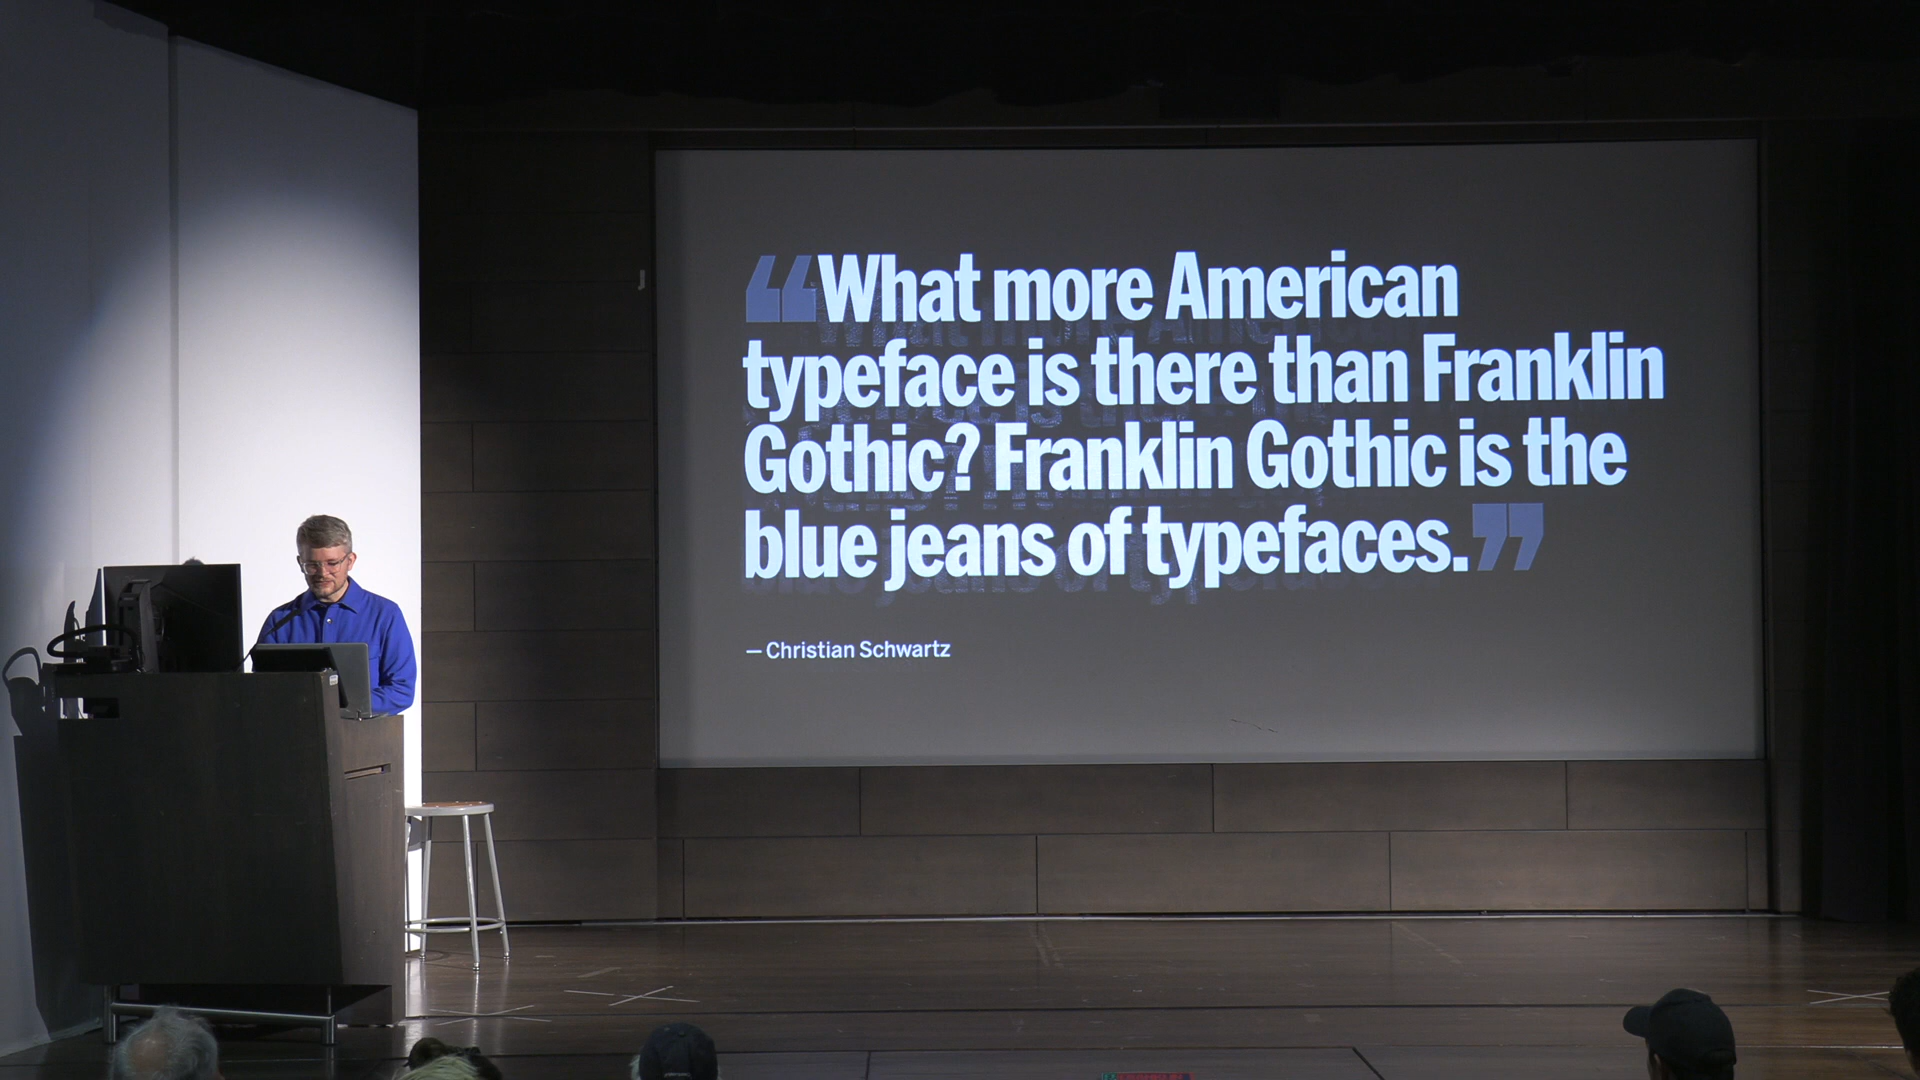 “What more American
typeface is there than Franklin
Gothic? Franklin Gothic is the
blue jeans of typefaces.”
— Christian Schwartz